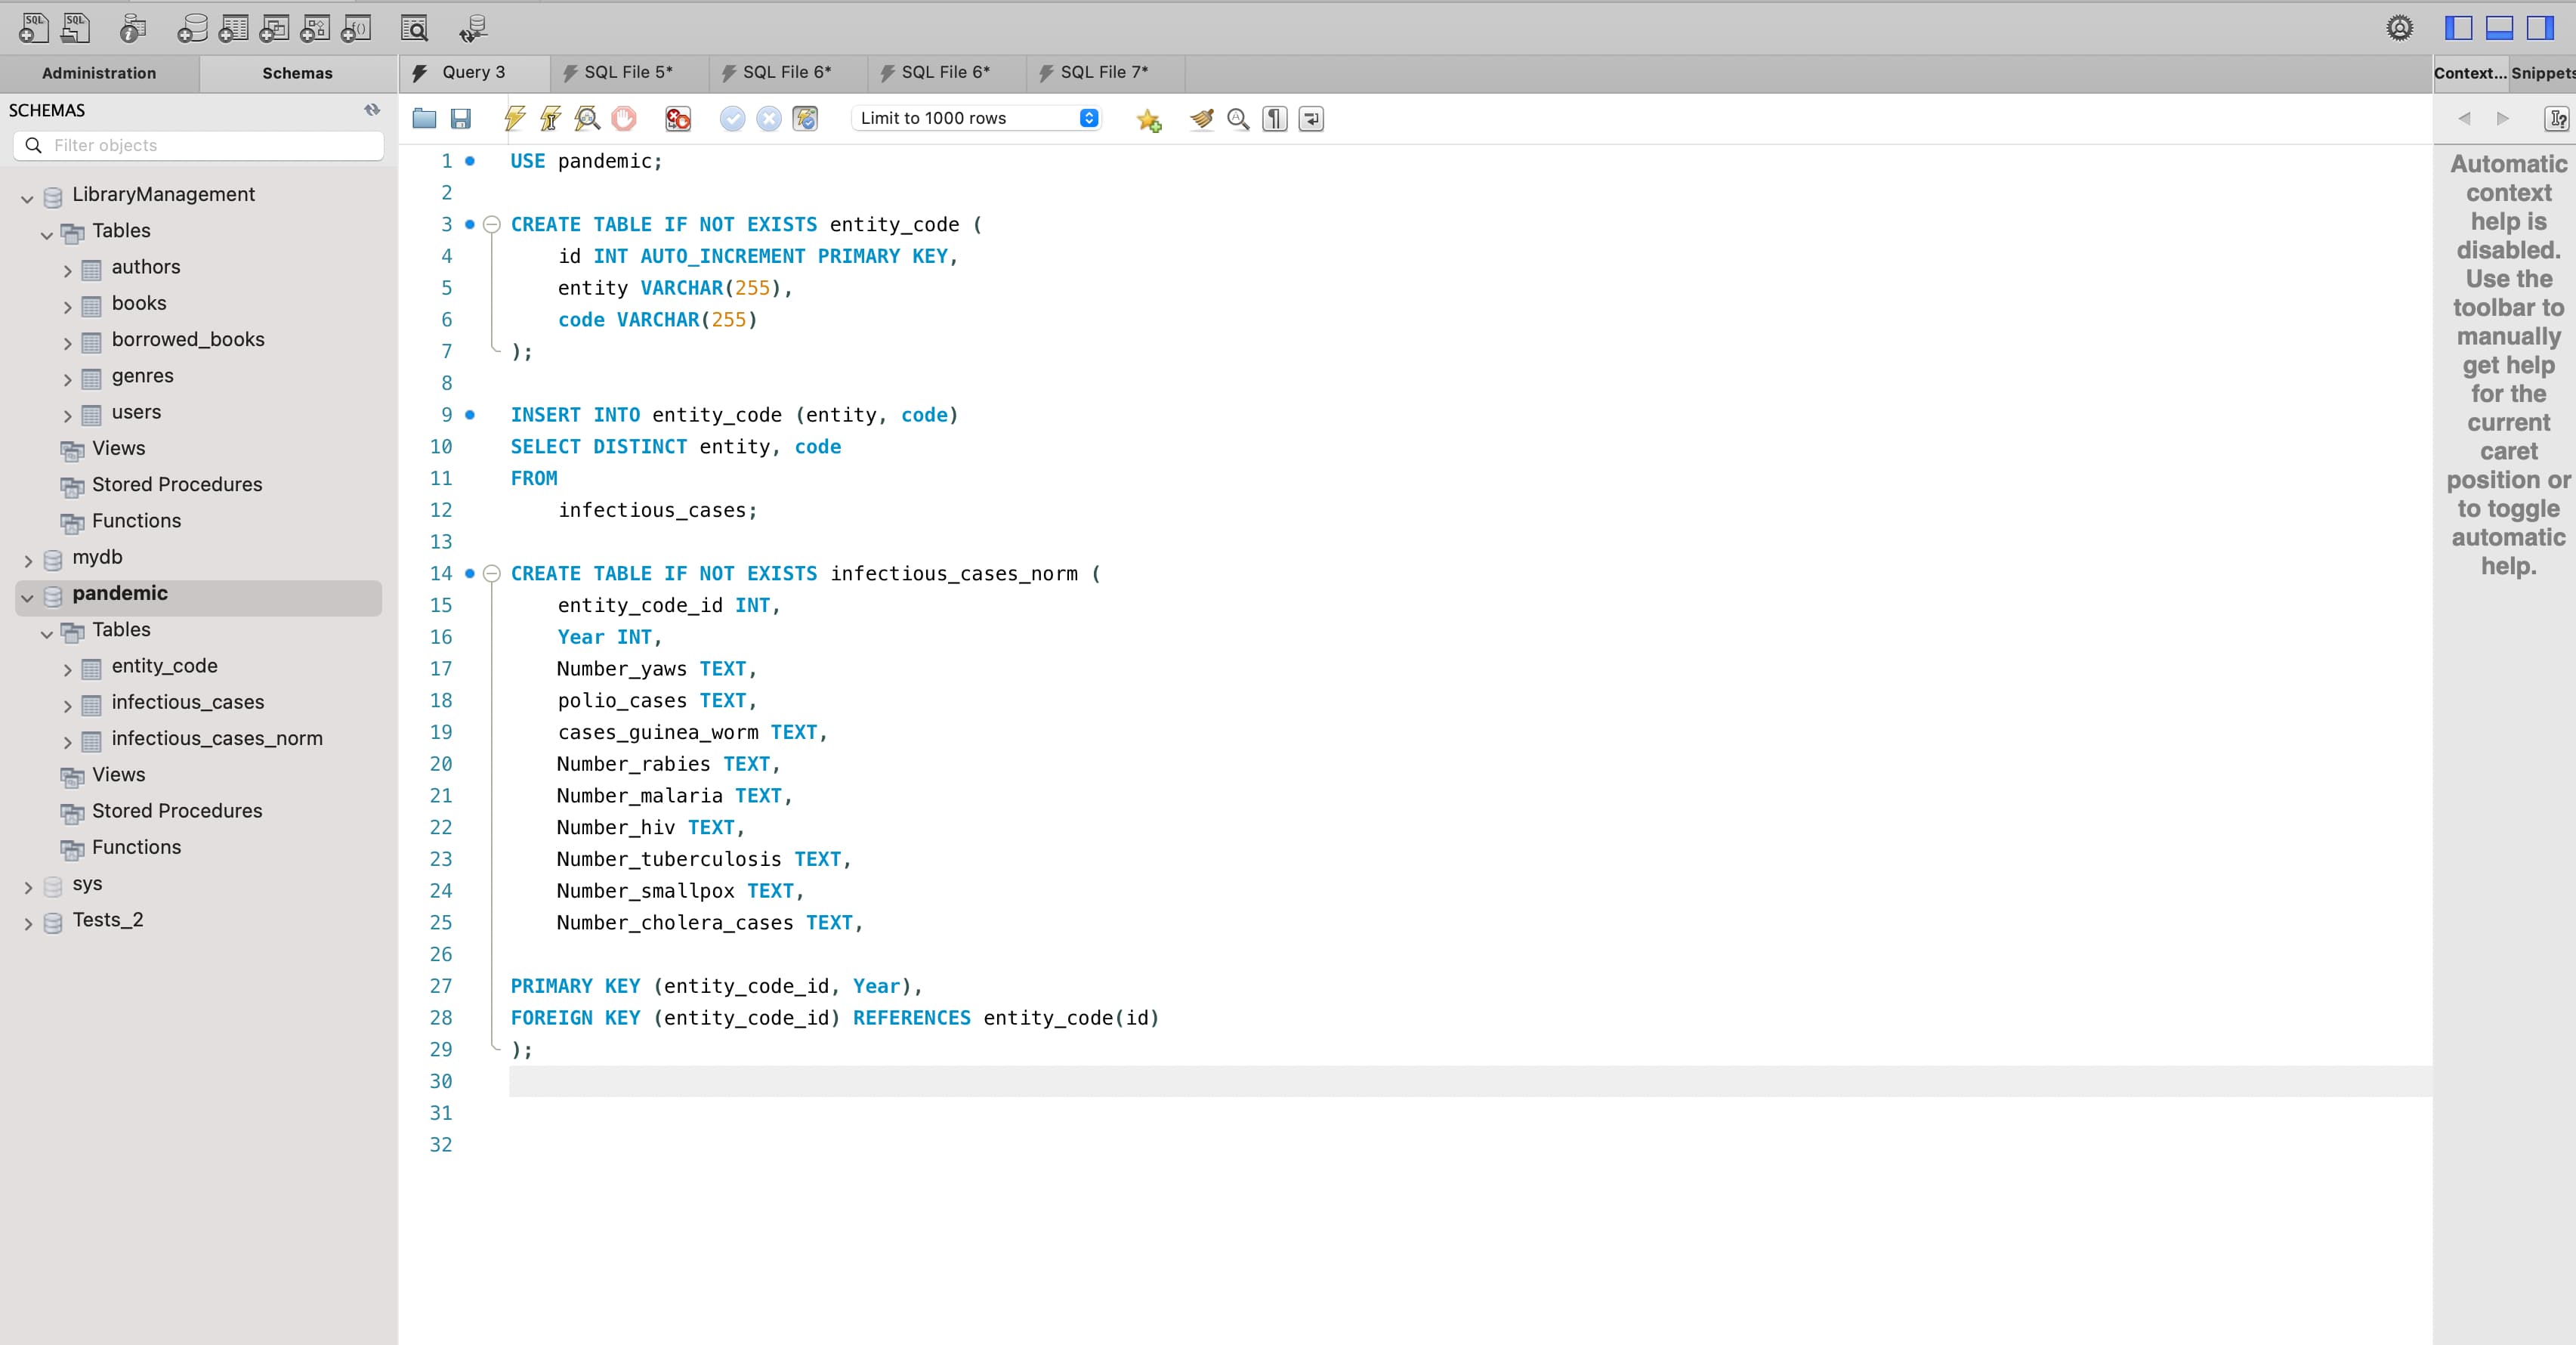 SQL
SQL
Administration
Schemas
Query 3
SQL File 5*
SQL File 6*
SQL File 6*
SQL File 7*
Context...
Snippets
SCHEMAS
Filter objects
LibraryManagement
Tables
authors
books
borrowed_books
genres
users
Views
Stored Procedures
Functions
mydb
pandemic
Tables
entity_code
infectious_cases
infectious_cases_norm
Views
Stored Procedures
Functions
sys
Tests_2
Limit to 1000 rows
1 USE pandemic;
2
3 CREATE TABLE IF NOT EXISTS entity_code (
4 id INT AUTO_INCREMENT PRIMARY KEY,
5 entity VARCHAR(255),
6 code VARCHAR(255)
7 );
8
9 INSERT INTO entity_code (entity, code)
10 SELECT DISTINCT entity, code
11 FROM
12 infectious_cases;
13
14 CREATE TABLE IF NOT EXISTS infectious_cases_norm (
15 entity_code_id INT,
16 Year INT,
17 Number_yaws TEXT,
18 polio_cases TEXT,
19 cases_guinea_worm TEXT,
20 Number_rabies TEXT,
21 Number_malaria TEXT,
22 Number_hiv TEXT,
23 Number_tuberculosis TEXT,
24 Number_smallpox TEXT,
25 Number_cholera_cases TEXT,
26
27 PRIMARY KEY (entity_code_id, Year),
28 FOREIGN KEY (entity_code_id) REFERENCES entity_code(id)
29 );
30
31
32
Automatic
context
help is
disabled.
Use the
toolbar to
manually
get help
for the
current
caret
position or
to toggle
automatic
help.